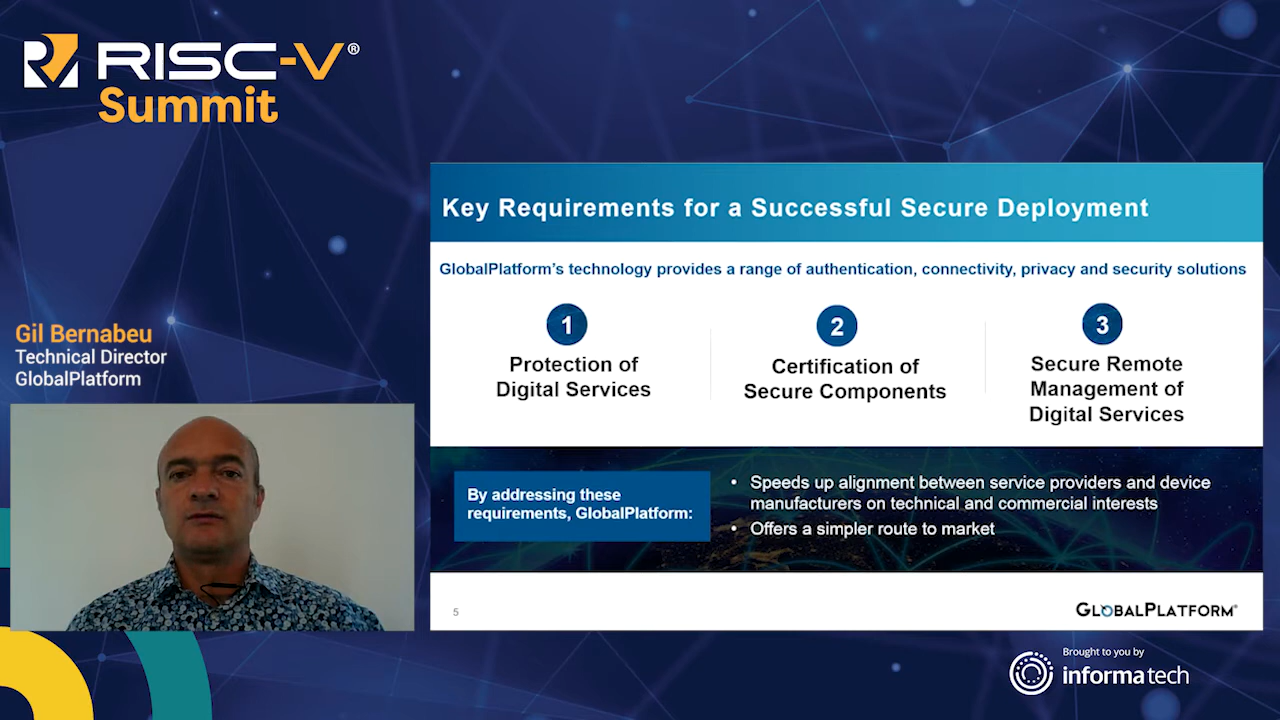 RISC-V®
Summit
Gil Bernabeu
Technical Director
GlobalPlatform
Key Requirements for a Successful Secure Deployment
GlobalPlatform's technology provides a range of authentication, connectivity, privacy and security solutions
1
Protection of
Digital Services
2
Certification of
Secure Components
3
Secure Remote
Management of
Digital Services
By addressing these
requirements, GlobalPlatform:
• Speeds up alignment between service providers and device
manufacturers on technical and commercial interests
• Offers a simpler route to market
5
GLOBALPLATFORM®
Brought to you by
informa tech